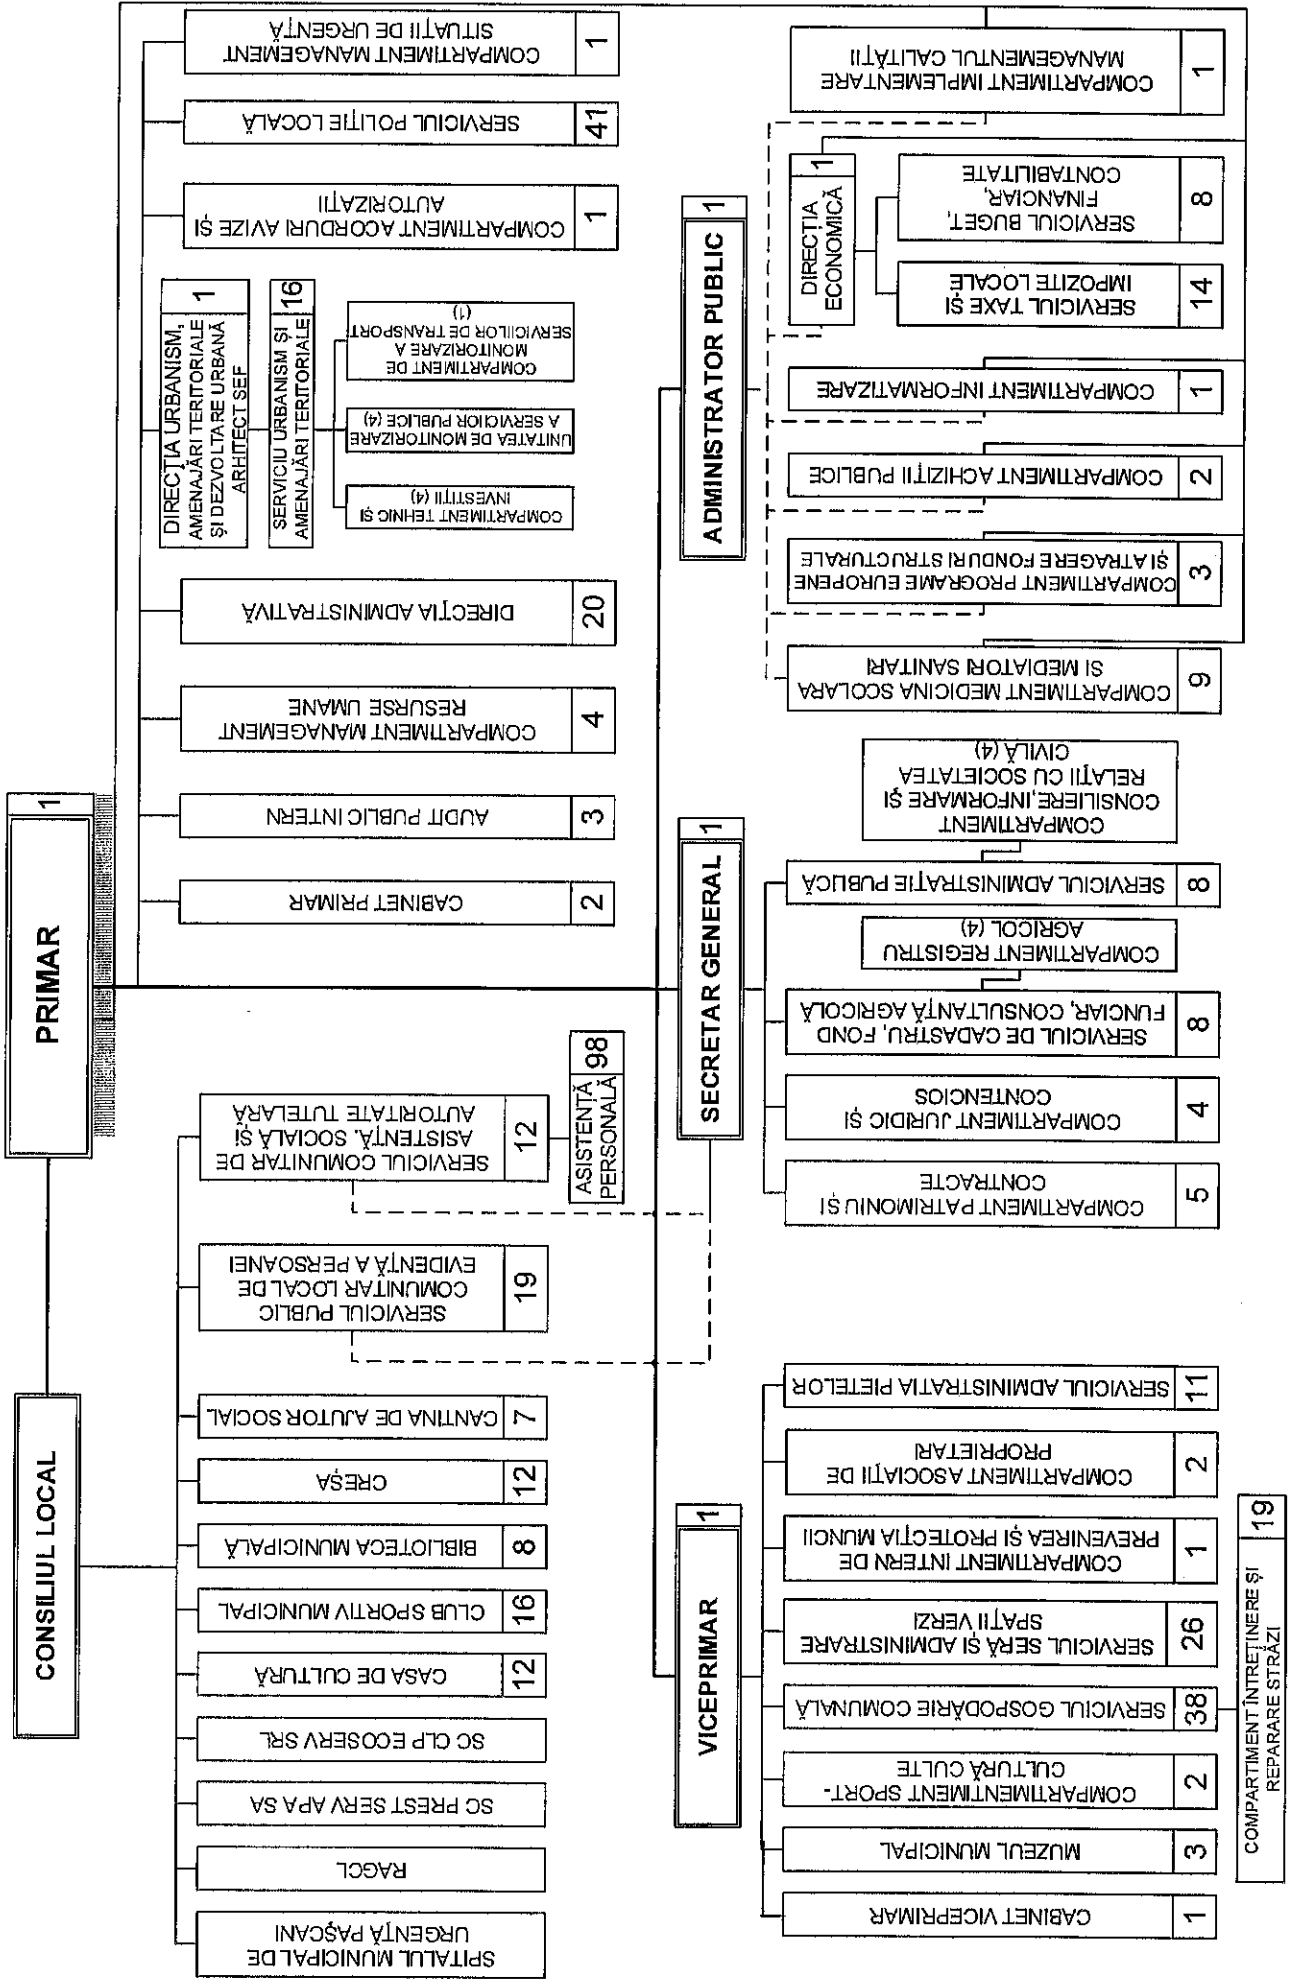 CONSILIUL LOCAL
PRIMAR
1
SPITALUL MUNICIPAL DE
URGENȚĂ PAȘCANI
RAGCL
SC PREST SERV APA SA
SC CLP ECOSERV SRL
CASA DE CULTURĂ
12
CLUB SPORTIV MUNICIPAL
16
BIBLIOTECA MUNICIPALĂ
8
CREȘA
12
CANTINA DE AJUTOR SOCIAL
7
SERVICIUL PUBLIC
COMUNITAR LOCAL DE
EVIDENȚĂ A PERSOANEI
19
SERVICIUL COMUNITAR DE
ASISTENȚĂ. SOCIALĂ ȘI
AUTORITATE TUTELARĂ
12
ASISTENȚĂ
PERSONALĂ
98
CABINET PRIMAR
2
AUDIT PUBLIC INTERN
3
COMPARTIMENT MANAGEMENT
RESURSE UMANE
4
DIRECȚIA ADMINISTRATIVĂ
20
DIRECȚIA URBANISM,
AMENAJĂRI TERITORIALE
ȘI DEZVOLTARE URBANĂ
ARHITECT SEF
1
SERVICIU URBANISM ȘI
AMENAJĂRI TERITORIALE
16
COMPARTIMENT TEHNIC ȘI
INVESTIȚII (4)
UNITATEA DE MONITORIZARE
A SERVICIOR PUBLICE (4)
COMPARTIMENT DE
MONITORIZARE A
SERVICIILOR DE TRANSPORT
(1)
COMPARTIMENT ACORDURI AVIZE ȘI
AUTORIZAȚII
1
SERVICIUL POLIȚIE LOCALĂ
41
COMPARTIMENT MANAGEMENT
SITUAȚII DE URGENȚĂ
1
VICEPRIMAR
1
SECRETAR GENERAL
1
ADMINISTRATOR PUBLIC
1
CABINET VICEPRIMAR
1
MUZEUL MUNICIPAL
3
COMPARTIMENTIMENT SPORT-
CULTURĂ CULTE
2
SERVICIUL GOSPODĂRIE COMUNALĂ
38
COMPARTIMENT ÎNTREȚINERE ȘI
REPARARE STRĂZI
19
SERVICIUL SERĂ ȘI ADMINISTRARE
SPAȚII VERZI
26
COMPARTIMENT INTERN DE
PREVENIREA ȘI PROTECȚIA MUNCII
1
COMPARTIMENT ASOCIAȚII DE
PROPRIETARI
2
SERVICIUL ADMINISTRATIA PIETELOR
11
COMPARTIMENT PATRIMONIU ȘI
CONTRACTE
5
COMPARTIMENT JURIDIC ȘI
CONTENCIOS
4
SERVICIUL DE CADASTRU, FOND
FUNCIAR, CONSULTANȚĂ AGRICOLĂ
8
COMPARTIMENT REGISTRU
AGRICOL (4)
SERVICIUL ADMINISTRAȚIE PUBLICĂ
8
COMPARTIMENT
CONSILIERE,INFORMARE ȘI
RELAȚII CU SOCIETATEA
CIVILĂ (4)
COMPARTIMENT MEDICINA SCOLARA
SI MEDIATORI SANITARI
9
COMPARTIMENT PROGRAME EUROPENE
ȘI ATRAGERE FONDURI STRUCTURALE
3
COMPARTIMENT ACHIZIȚII PUBLICE
2
COMPARTIMENT INFORMATIZARE
1
DIRECȚIA
ECONOMICĂ
1
SERVICIUL TAXE ȘI
IMPOZITE LOCALE
14
SERVICIUL BUGET,
FINANCIAR,
CONTABILITATE
8
COMPARTIMENT IMPLEMENTARE
MANAGEMENTUL CALITĂȚII
1